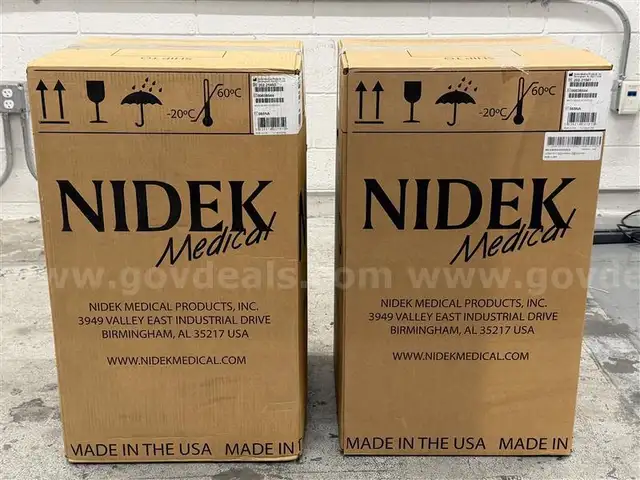 -20°C
60°C
NIDEK
Medical
NIDEK MEDICAL PRODUCTS, INC.
3949 VALLEY EAST INDUSTRIAL DRIVE
BIRMINGHAM, AL 35217 USA
WWW.NIDEKMEDICAL.COM
MADE IN THE USA MADE IN
-20°C
60°C
NIDEK
Medical
NIDEK MEDICAL PRODUCTS, INC.
3949 VALLEY EAST INDUSTRIAL DRIVE
BIRMINGHAM, AL 35217 USA
WWW.NIDEKMEDICAL.COM
MADE IN THE USA MADE IN
www.govdeals.com www.govdeals